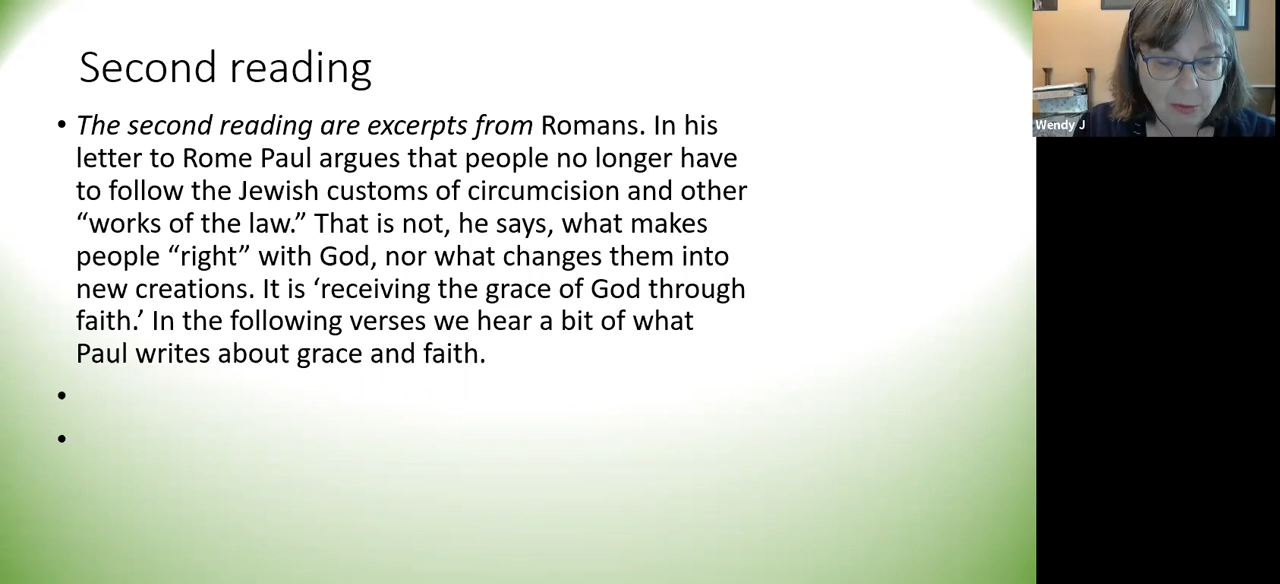 Second reading
• The second reading are excerpts from Romans. In his
letter to Rome Paul argues that people no longer have
to follow the Jewish customs of circumcision and other
“works of the law.” That is not, he says, what makes
people “right” with God, nor what changes them into
new creations. It is ‘receiving the grace of God through
faith.’ In the following verses we hear a bit of what
Paul writes about grace and faith.
•
•
Wendy J